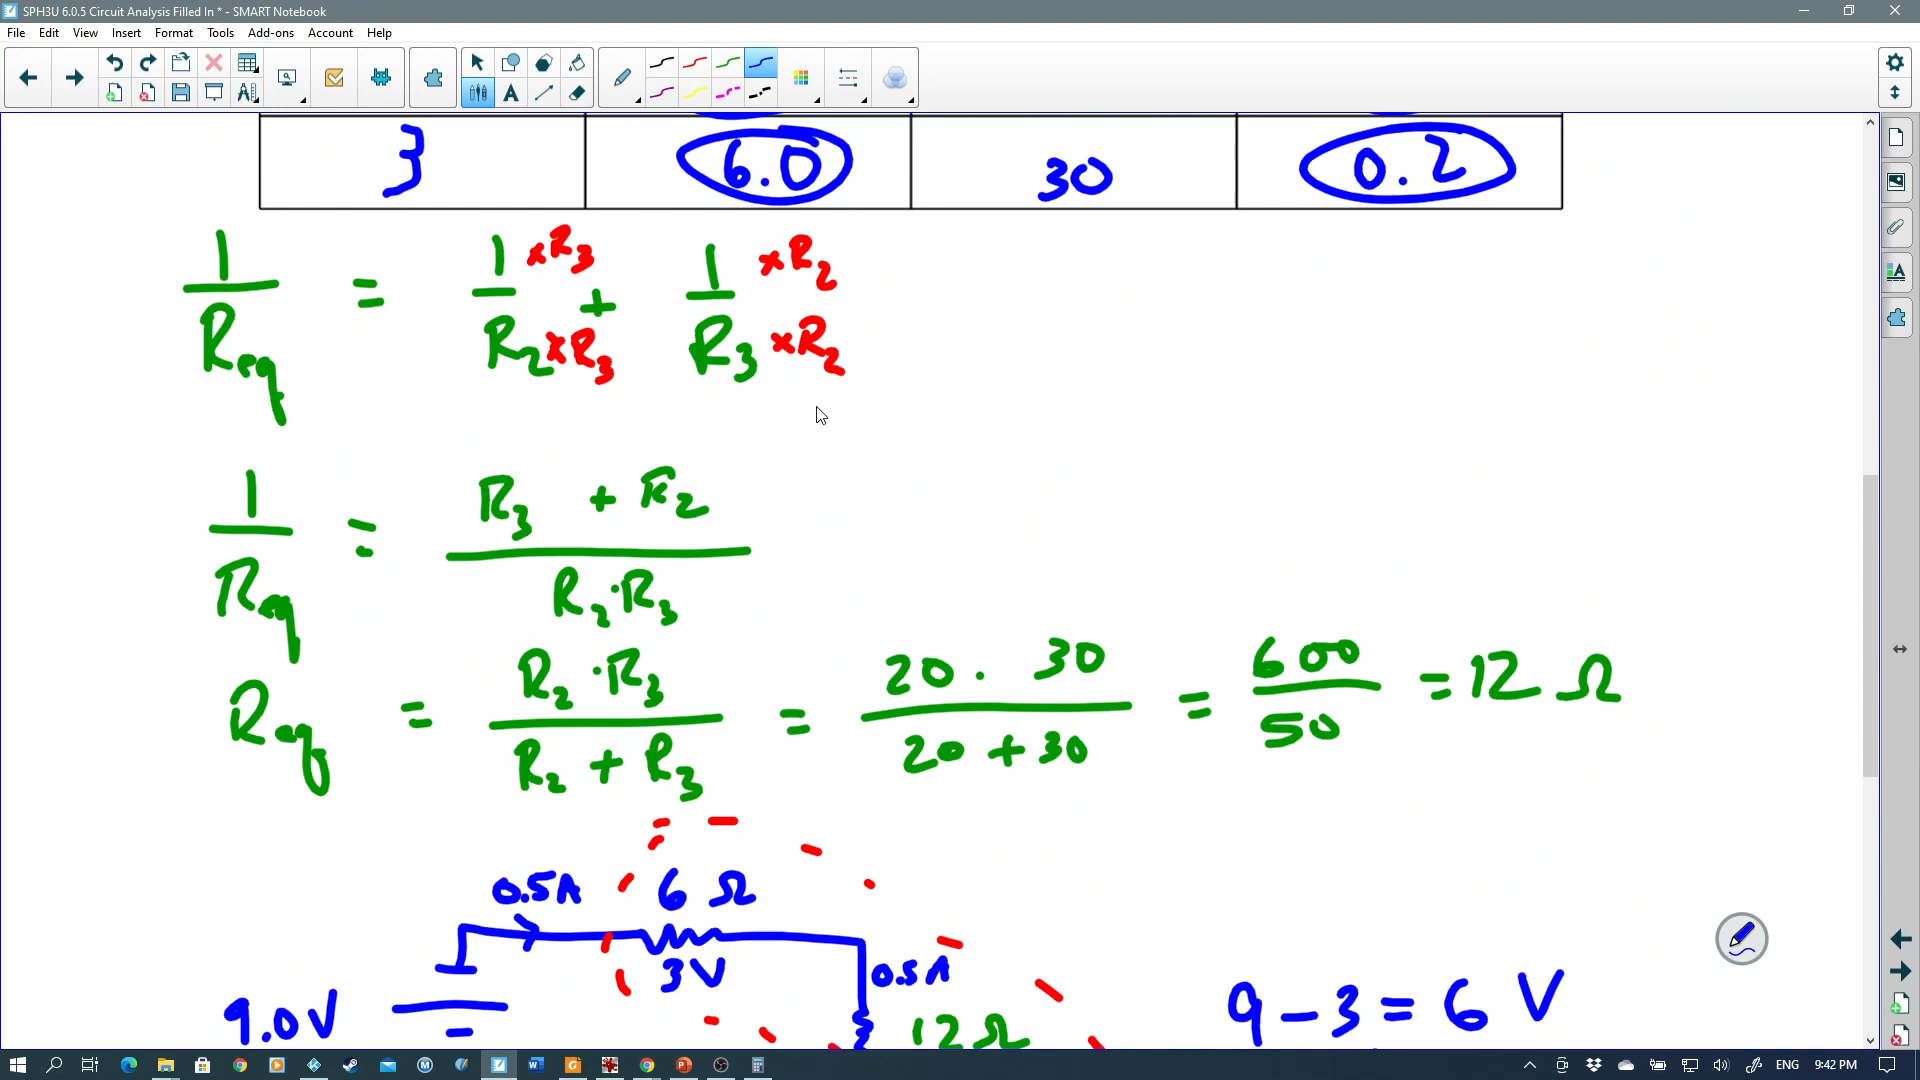 SPH3U 6.0.5 Circuit Analysis Filled In * - SMART Notebook
File Edit View Insert Format Tools Add-ons Account Help
3 6.0 30 0.2
1/Req = 1 ×R3 / R2 ×R3 + 1 ×R2 / R3 ×R2
1/Req = R3 + R2 / R2·R3
Req = R2·R3 / R2 + R3 = 20 · 30 / 20 + 30 = 600/50 = 12 Ω
0.5A 6 Ω
3V 0.5A
9.0V 12Ω 9 - 3 = 6 V
ENG 9:42 PM